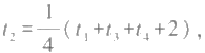 t₂ = 1/4 ( t₁ + t₃ + t₄ + 2 ) ,